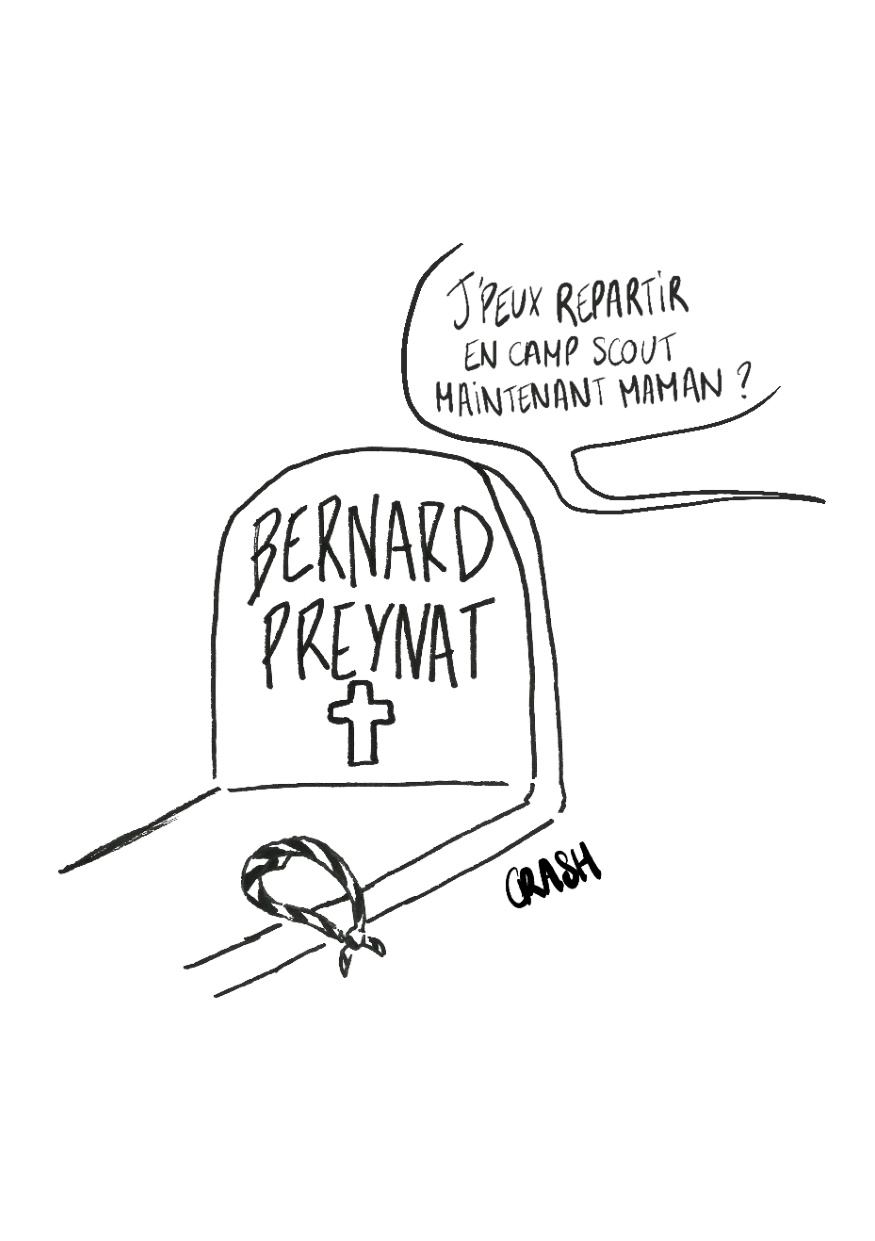 J'PEUX REPARTIR
EN CAMP SCOUT
MAINTENANT MAMAN ?
BERNARD
PREYNAT
CRASH